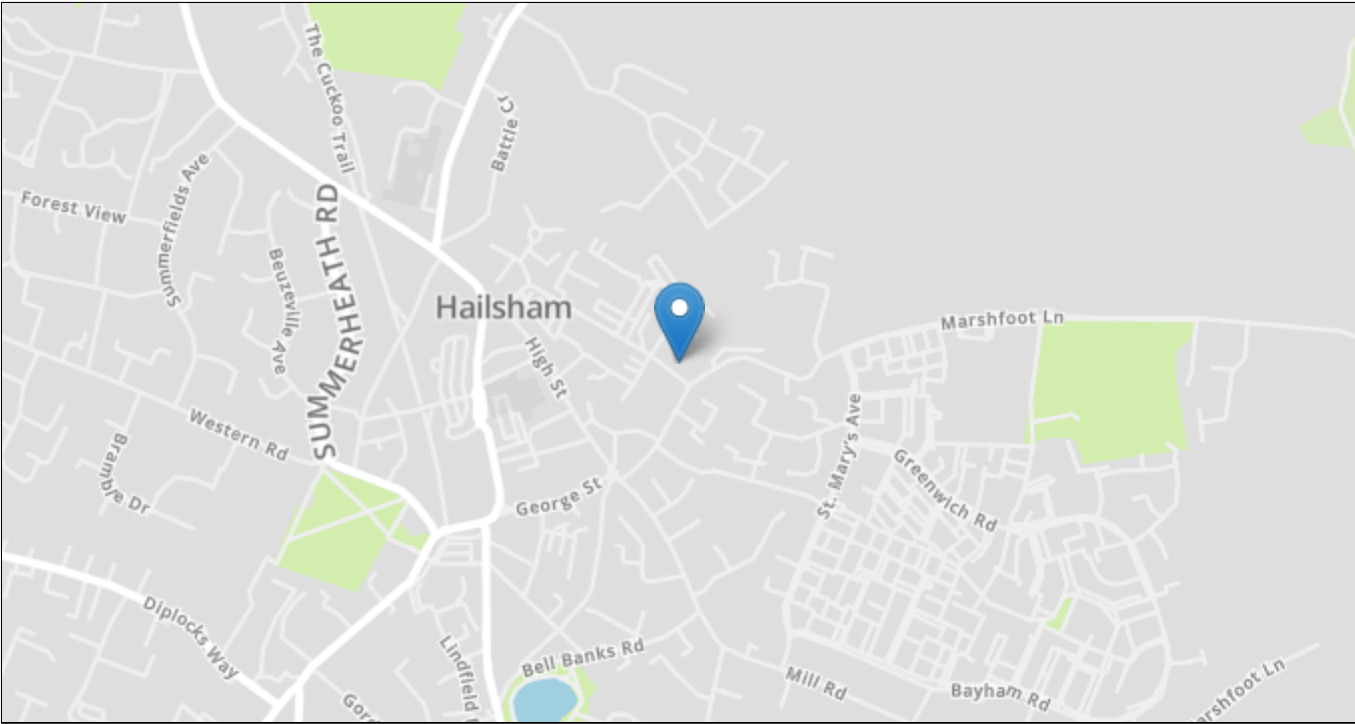 The Cuckoo Trail
Battle Cr
Summerfields Ave
Forest View
SUMMERHEATH RD
Beuzeville Ave
Hailsham
Marshfoot Ln
High St
St. Mary's Ave
Western Rd
Bramble Dr
Greenwich Rd
George St
Diplocks Way
Lindfield
Bell Banks Rd
Mill Rd
Bayham Rd
arshfoot Ln
Gor